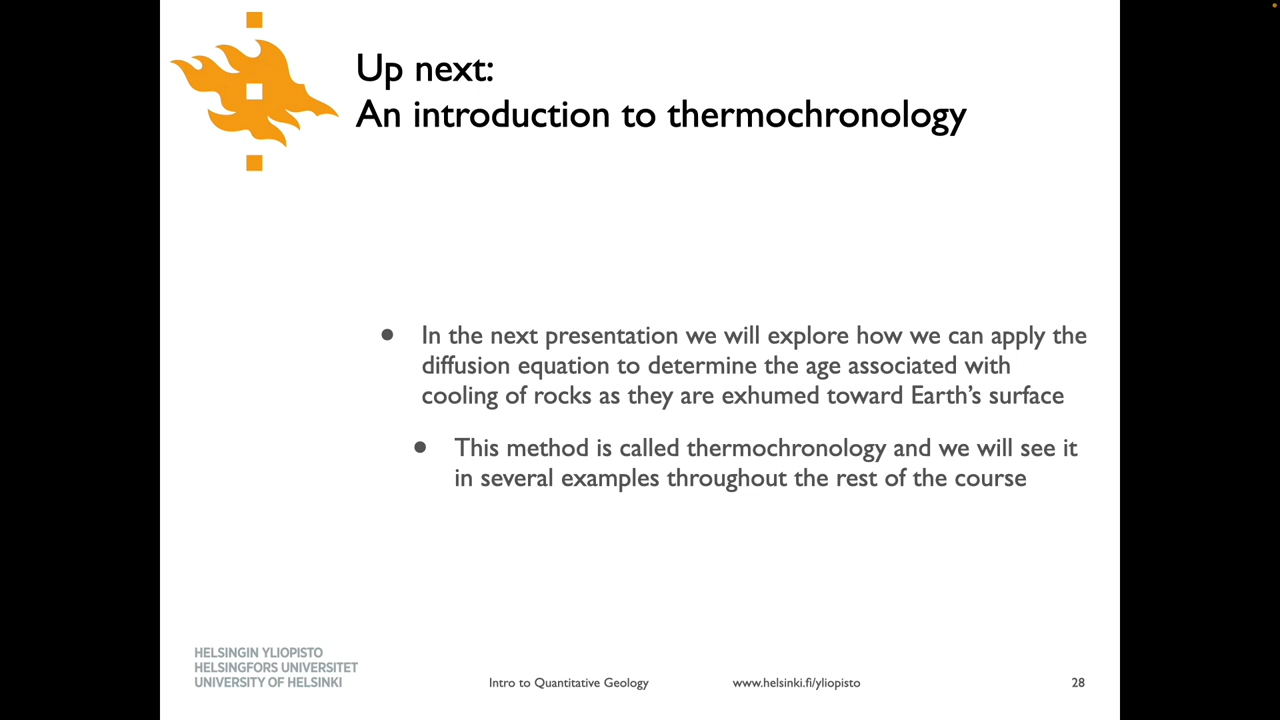 Up next:
An introduction to thermochronology
● In the next presentation we will explore how we can apply the
diffusion equation to determine the age associated with
cooling of rocks as they are exhumed toward Earth’s surface
● This method is called thermochronology and we will see it
in several examples throughout the rest of the course
HELSINGIN YLIOPISTO
HELSINGFORS UNIVERSITET
UNIVERSITY OF HELSINKI
Intro to Quantitative Geology
www.helsinki.fi/yliopisto
28